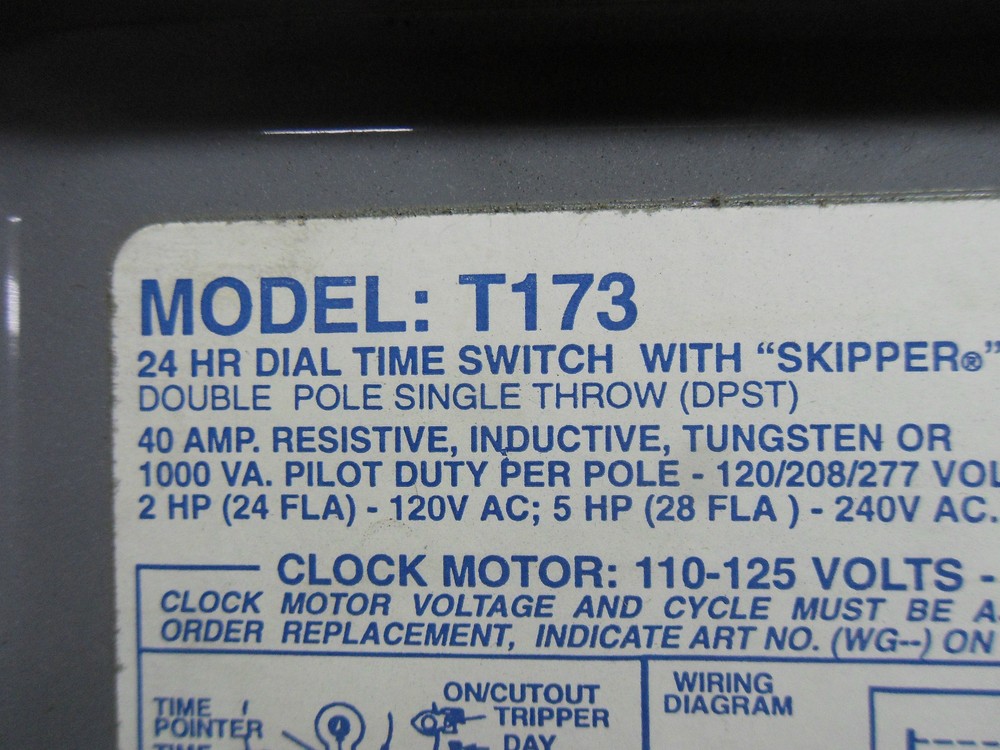 MODEL: T173
24 HR DIAL TIME SWITCH WITH “SKIPPER®”
DOUBLE POLE SINGLE THROW (DPST)
40 AMP. RESISTIVE, INDUCTIVE, TUNGSTEN OR
1000 VA. PILOT DUTY PER POLE - 120/208/277 VOL
2 HP (24 FLA) - 120V AC; 5 HP (28 FLA ) - 240V AC.
CLOCK MOTOR: 110-125 VOLTS -
CLOCK MOTOR VOLTAGE AND CYCLE MUST BE A
ORDER REPLACEMENT, INDICATE ART NO. (WG--) ON
TIME
POINTER
TIME
ON/CUTOUT
TRIPPER
DAY
WIRING
DIAGRAM